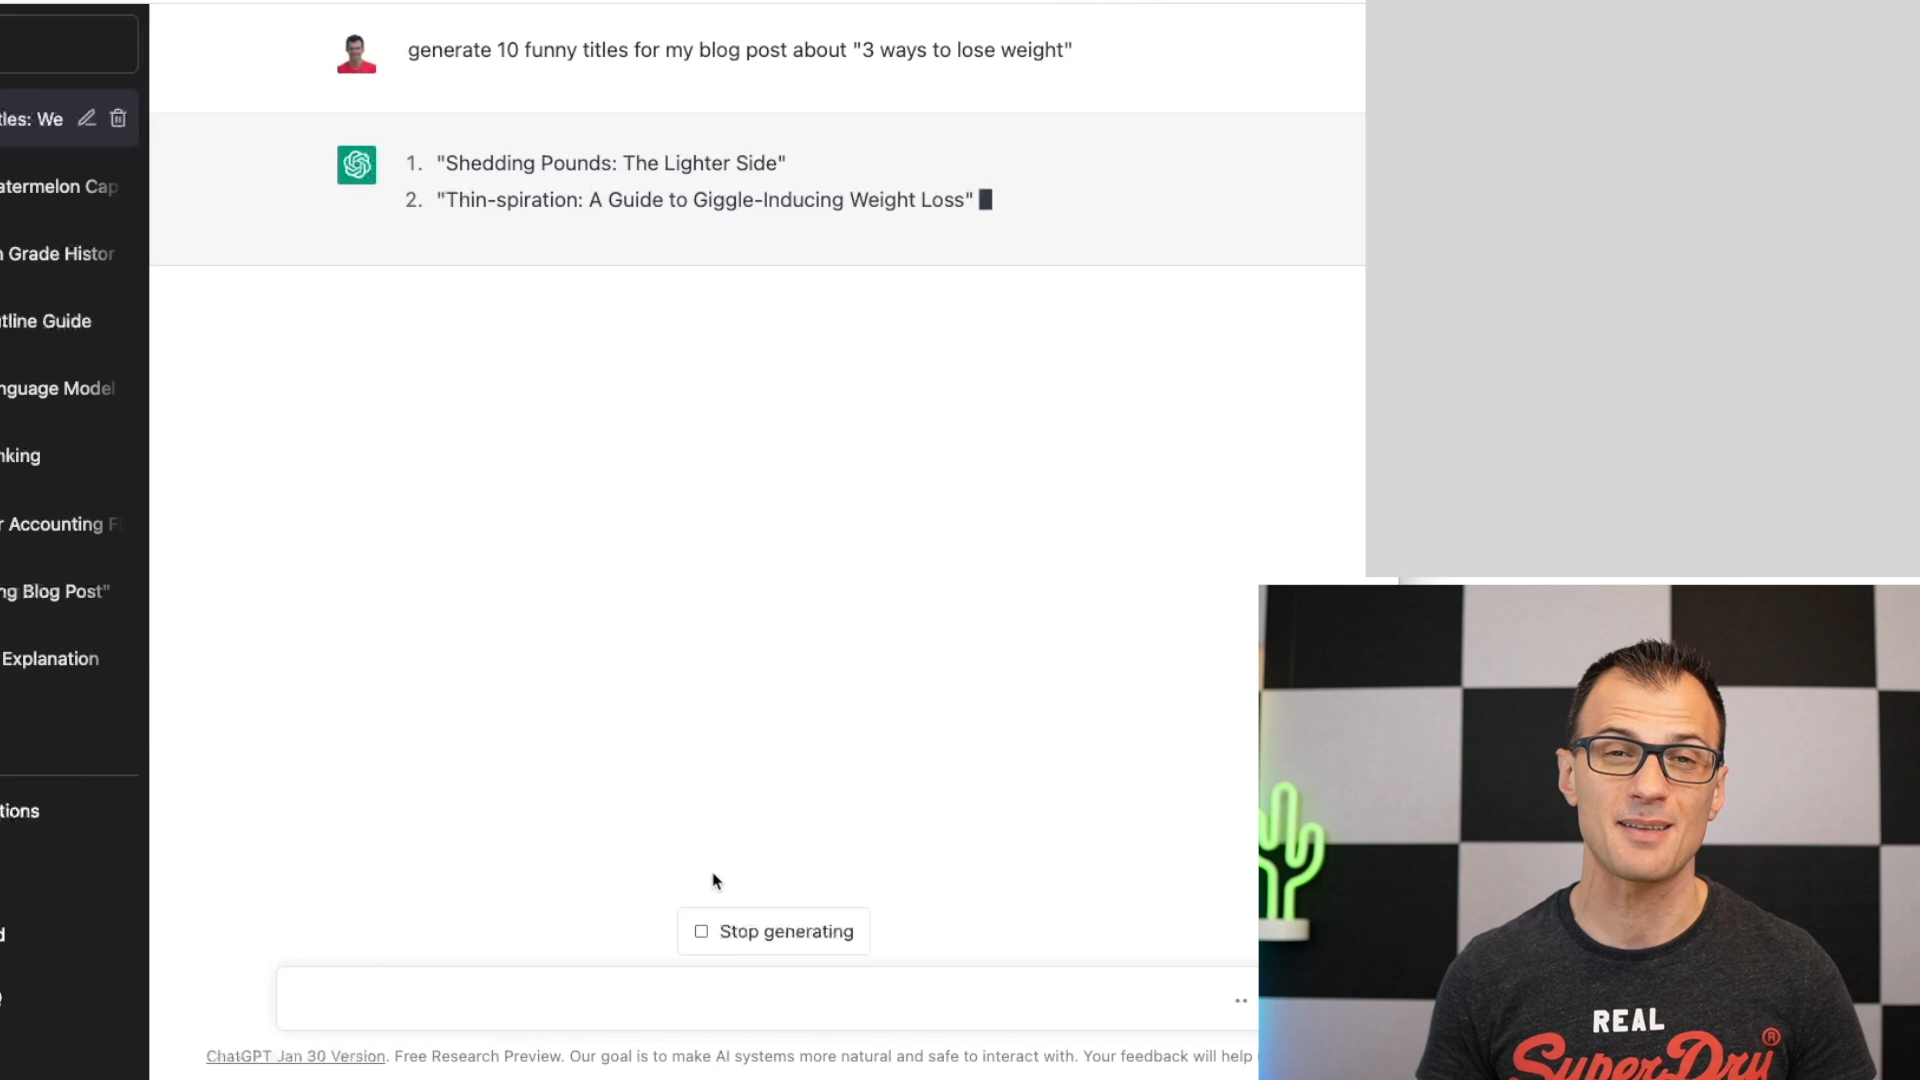 generate 10 funny titles for my blog post about "3 ways to lose weight"
tles: We
1. "Shedding Pounds: The Lighter Side"
2. "Thin-spiration: A Guide to Giggle-Inducing Weight Loss"
atermelon Cap
Grade Histor
tline Guide
nguage Model
nking
r Accounting F
ng Blog Post"
Explanation
tions
d
Stop generating
ChatGPT Jan 30 Version. Free Research Preview. Our goal is to make AI systems more natural and safe to interact with. Your feedback will help
REAL
SuperDry®